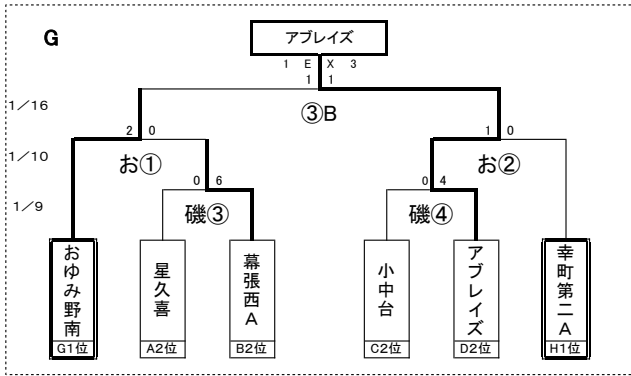 G
アブレイズ
1 E X 3
1 1
1/16
③B
2 0
1 0
1/10
お①
お②
0 6
0 4
1/9
磯③
磯④
おゆみ野南
星久喜
幕張西A
小中台
アブレイズ
幸町第二A
G1位
A2位
B2位
C2位
D2位
H1位